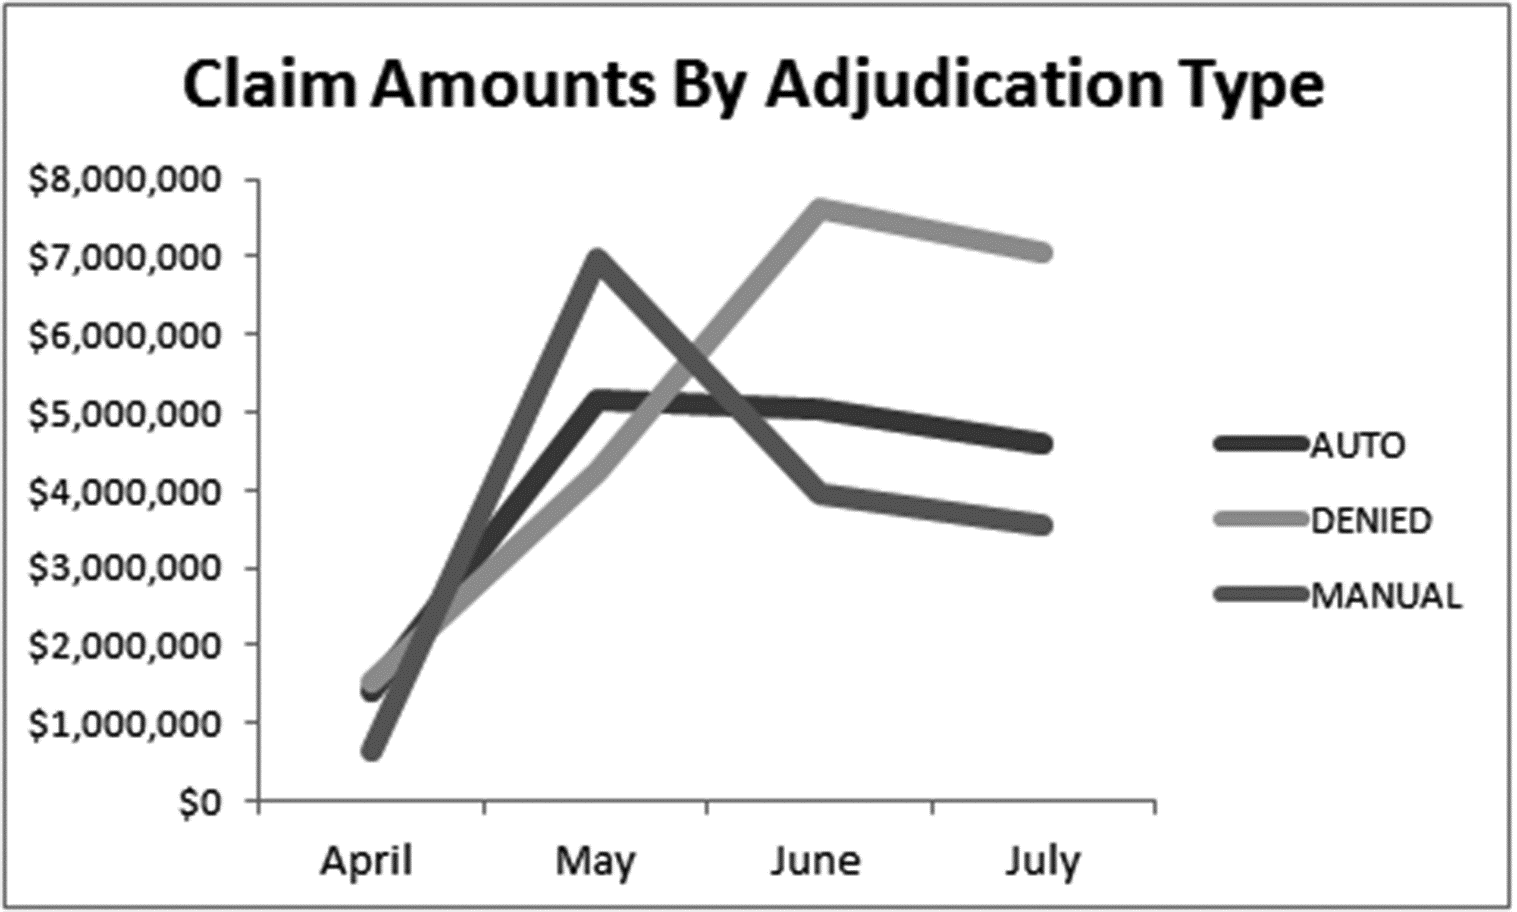 Claim Amounts By Adjudication Type
$8,000,000
$7,000,000
$6,000,000
$5,000,000
$4,000,000
$3,000,000
$2,000,000
$1,000,000
$0
April May June July
AUTO
DENIED
MANUAL